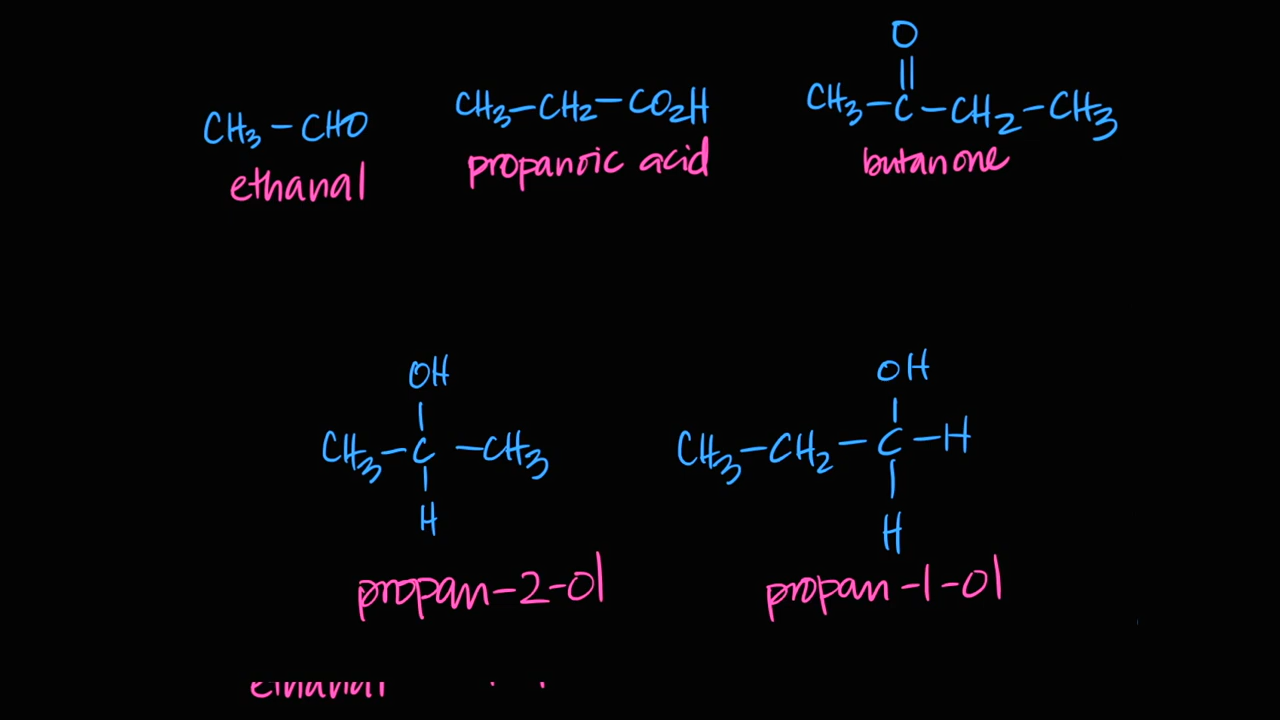 O
CH3-CHO CH3-CH2-CO2H CH3-C-CH2-CH3
ethanal propanoic acid butanone
OH OH
CH3-C-CH3 CH3-CH2-C-H
H H
propan-2-ol propan-1-ol